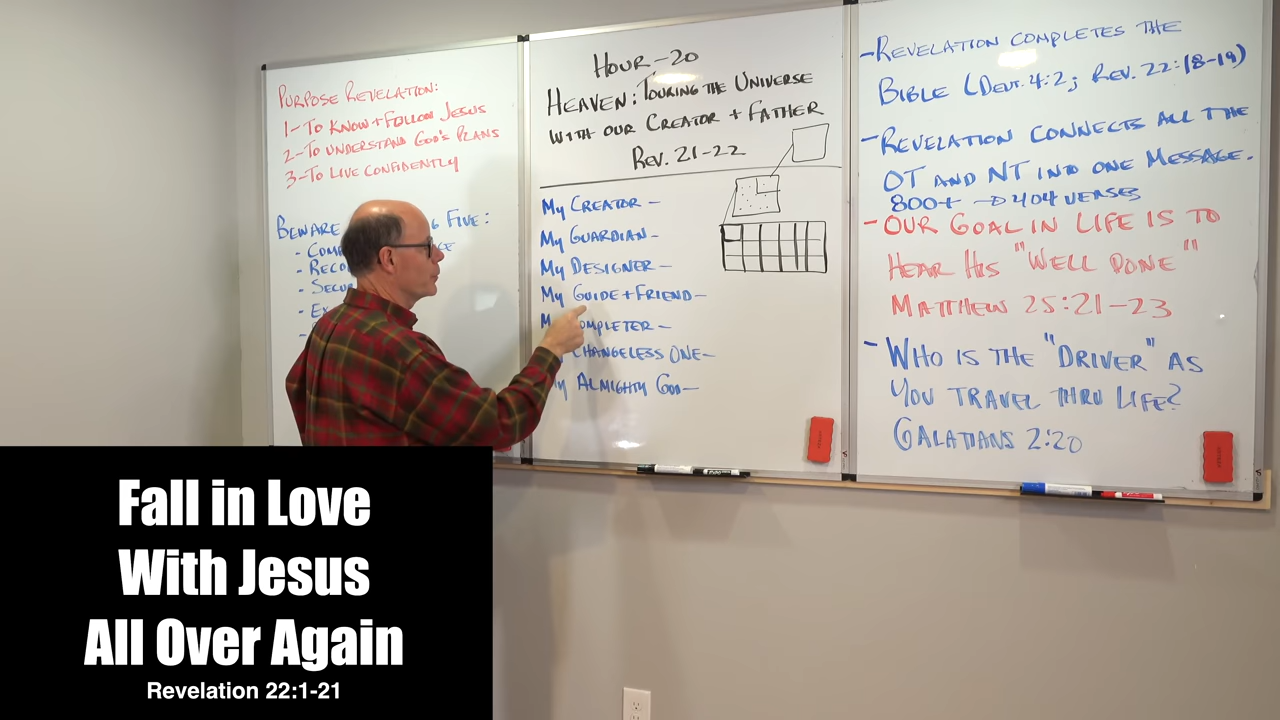 PURPOSE REVELATION:
1-TO KNOW+FOLLOW JESUS
2-TO UNDERSTAND GOD'S PLANS
3-TO LIVE CONFIDENTLY
BEWARE FIVE:
HOUR-20
HEAVEN: TOURING THE UNIVERSE
WITH OUR CREATOR + FATHER
REV. 21-22
MY CREATOR-
MY GUARDIAN-
MY DESIGNER-
MY GUIDE+FRIEND-
COMPLETER-
CHANGELESS ONE-
MY ALMIGHTY GOD-
-REVELATION COMPLETES THE
BIBLE (DEUT. 4:2; REV. 22:18-19)
-REVELATION CONNECTS ALL THE
OT AND NT INTO ONE MESSAGE.
800+ → 404 VERSES
-OUR GOAL IN LIFE IS TO
HEAR HIS "WELL DONE"
MATTHEW 25:21-23
-WHO IS THE "DRIVER" AS
YOU TRAVEL THRU LIFE?
GALATIANS 2:20
Fall in Love
With Jesus
All Over Again
Revelation 22:1-21